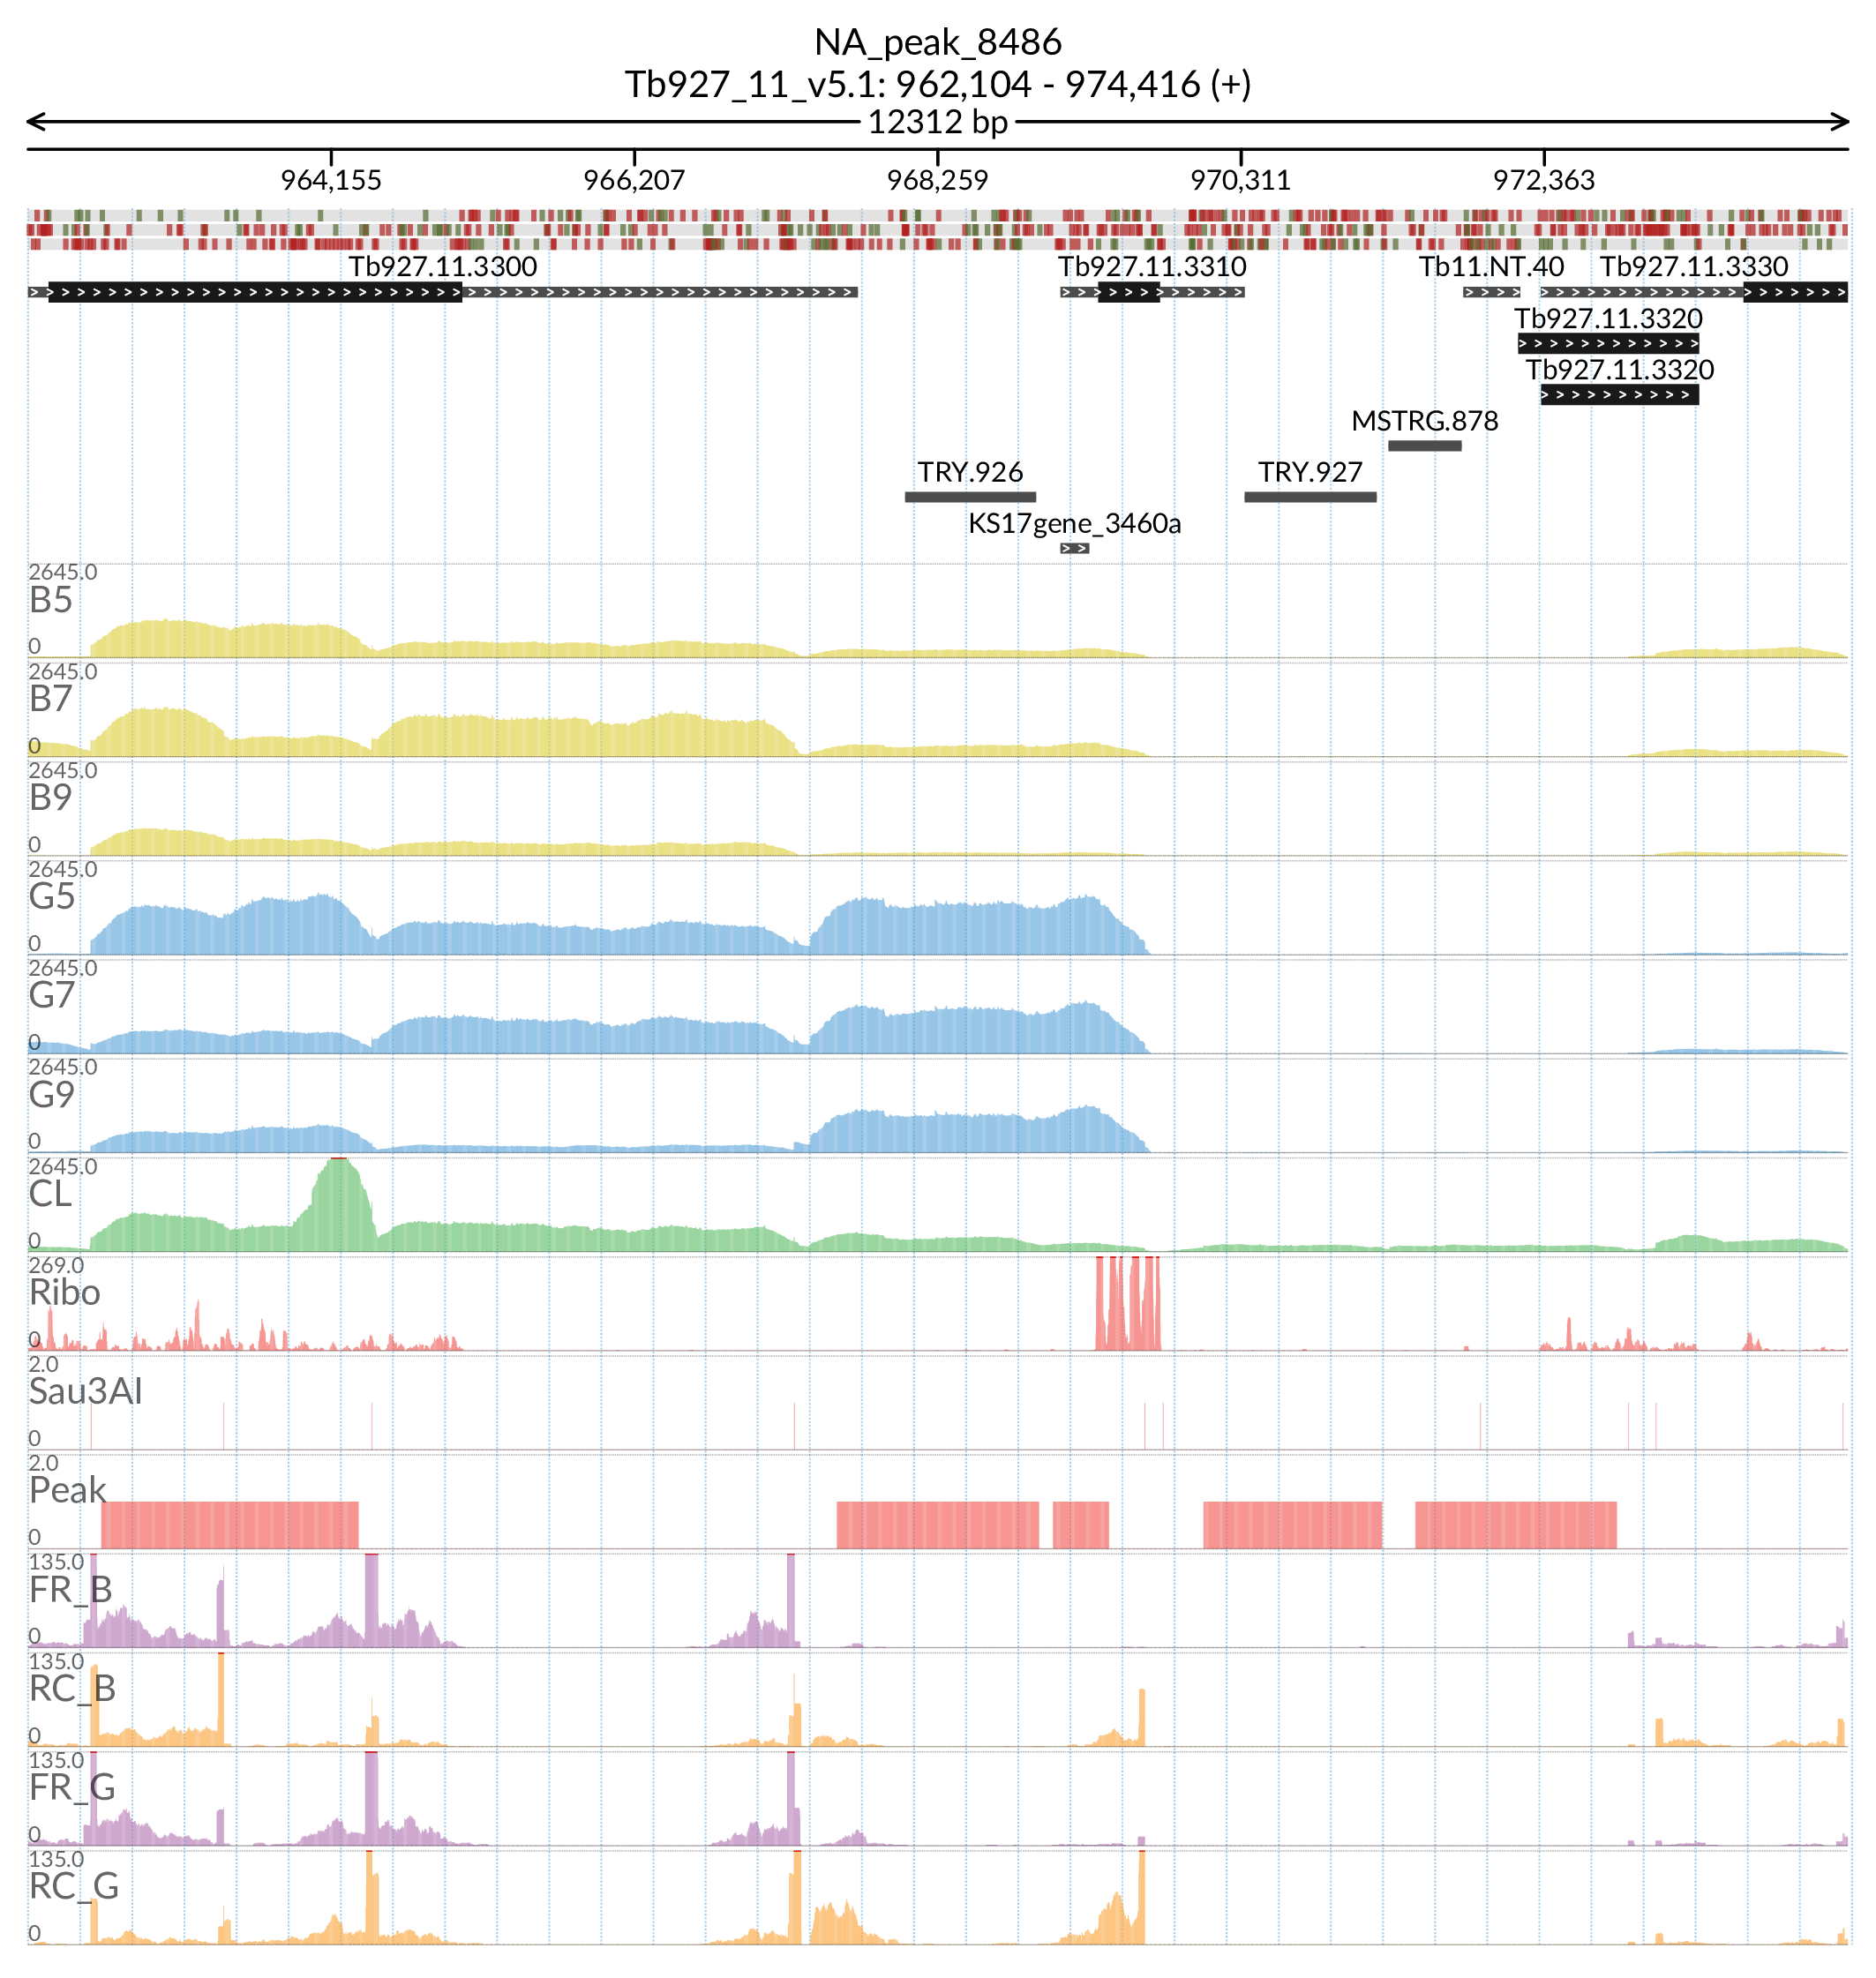 NA_peak_8486
Tb927_11_v5.1: 962,104 - 974,416 (+)
12312 bp
964,155 966,207 968,259 970,311 972,363
Tb927.11.3300 Tb927.11.3310 Tb11.NT.40 Tb927.11.3330
Tb927.11.3320
Tb927.11.3320
MSTRG.878
TRY.926 TRY.927
KS17gene_3460a
2645.0
B5
0
2645.0
B7
0
2645.0
B9
0
2645.0
G5
0
2645.0
G7
0
2645.0
G9
0
2645.0
CL
0
269.0
Ribo
0
2.0
Sau3AI
0
2.0
Peak
0
135.0
FR_B
0
135.0
RC_B
0
135.0
FR_G
0
135.0
RC_G
0